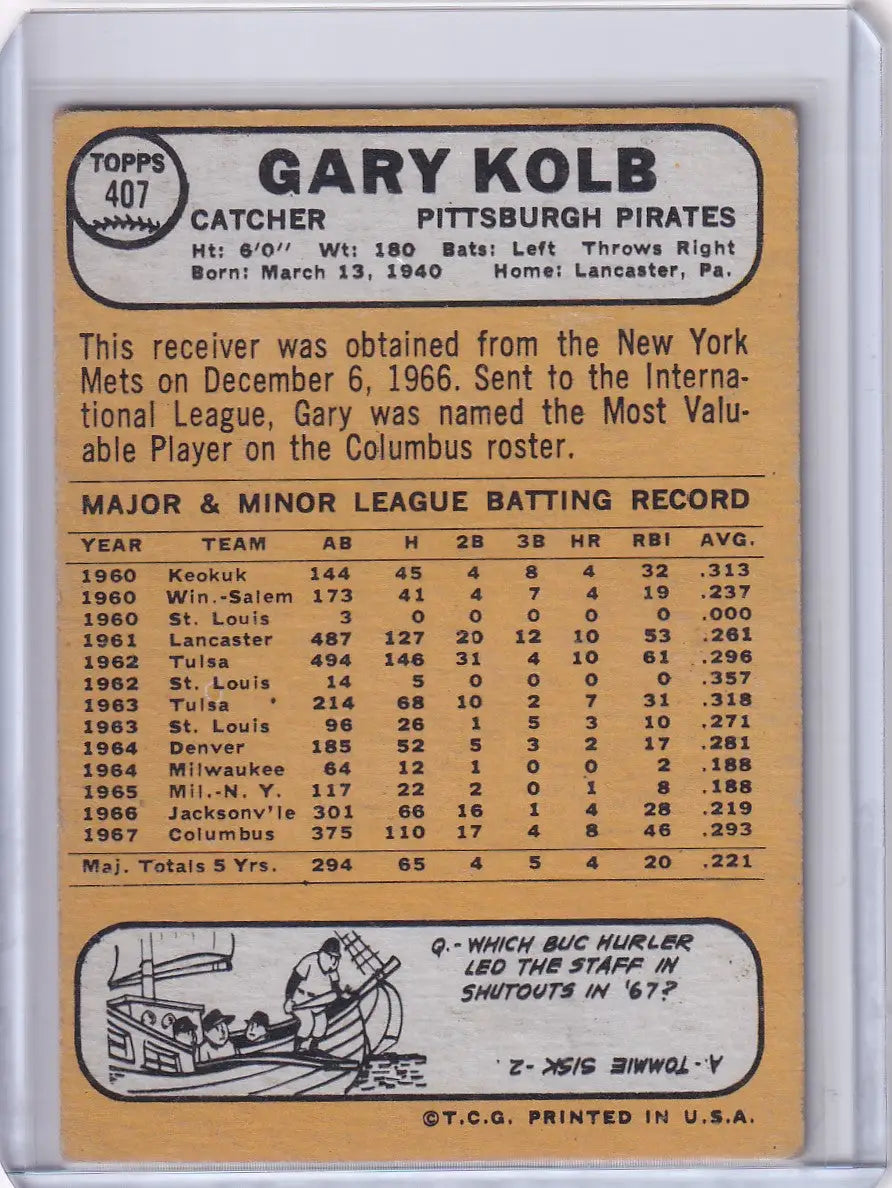 TOPPS
407
GARY KOLB
CATCHER PITTSBURGH PIRATES
Ht: 6'0" Wt: 180 Bats: Left Throws Right
Born: March 13, 1940 Home: Lancaster, Pa.
This receiver was obtained from the New York
Mets on December 6, 1966. Sent to the Interna-
tional League, Gary was named the Most Valu-
able Player on the Columbus roster.
MAJOR & MINOR LEAGUE BATTING RECORD
YEAR TEAM AB H 2B 3B HR RBI AVG.
1960 Keokuk 144 45 4 8 4 32 .313
1960 Win.-Salem 173 41 4 7 4 19 .237
1960 St. Louis 3 0 0 0 0 0 .000
1961 Lancaster 487 127 20 12 10 53 .261
1962 Tulsa 494 146 31 4 10 61 .296
1962 St. Louis 14 5 0 0 0 0 .357
1963 Tulsa 214 68 10 2 7 31 .318
1963 St. Louis 96 26 1 5 3 10 .271
1964 Denver 185 52 5 3 2 17 .281
1964 Milwaukee 64 12 1 0 0 2 .188
1965 Mil.-N. Y. 117 22 2 0 1 8 .188
1966 Jacksonv'le 301 66 16 1 4 28 .219
1967 Columbus 375 110 17 4 8 46 .293
Maj. Totals 5 Yrs. 294 65 4 5 4 20 .221
Q.- WHICH BUC HURLER
LED THE STAFF IN
SHUTOUTS IN '67?
A.- TOMMIE SISK - 2
©T.C.G. PRINTED IN U.S.A.